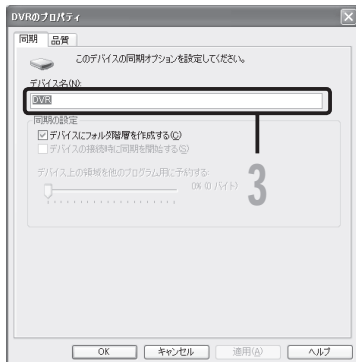 DVRのプロパティ
同期 品質
このデバイスの同期オプションを設定してください。
デバイス名(N):
DVR
同期の設定
デバイスにフォルダ階層を作成する(C)
デバイスの接続時に同期を開始する(S)
デバイス上の領域を他のプログラム用に予約する:
0% (0 バイト)
3
OK キャンセル 適用(A) ヘルプ